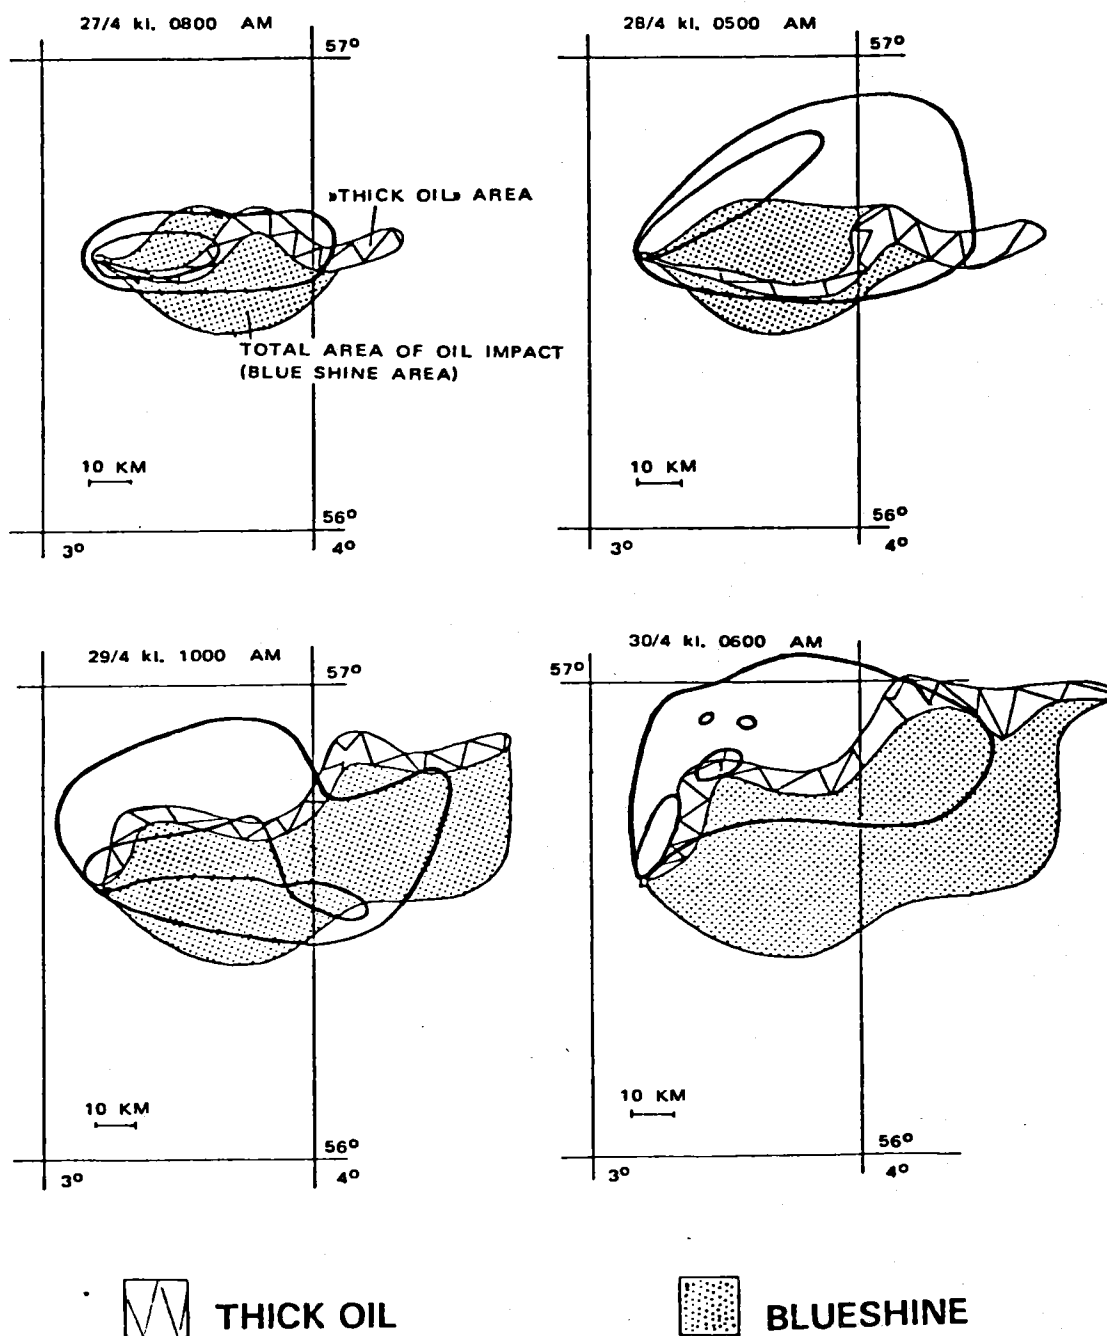 27/4 kl. 0800 AM
57°
»THICK OIL» AREA
TOTAL AREA OF OIL IMPACT
(BLUE SHINE AREA)
10 KM
56°
3°
4°
28/4 kl. 0500 AM
57°
10 KM
56°
3°
4°
29/4 kl. 1000 AM
57°
10 KM
56°
3°
4°
30/4 kl. 0600 AM
57°
10 KM
56°
3°
4°
THICK OIL
BLUESHINE